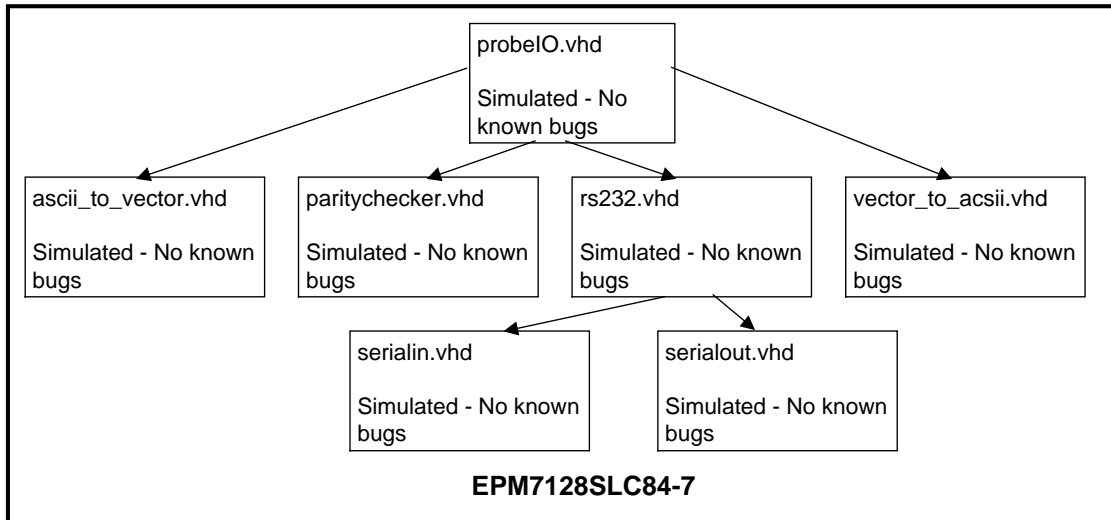 probeIO.vhd
Simulated - No
known bugs
ascii_to_vector.vhd
Simulated - No known
bugs
paritychecker.vhd
Simulated - No known
bugs
rs232.vhd
Simulated - No known
bugs
vector_to_acsii.vhd
Simulated - No known
bugs
serialin.vhd
Simulated - No known
bugs
serialout.vhd
Simulated - No known
bugs
EPM7128SLC84-7